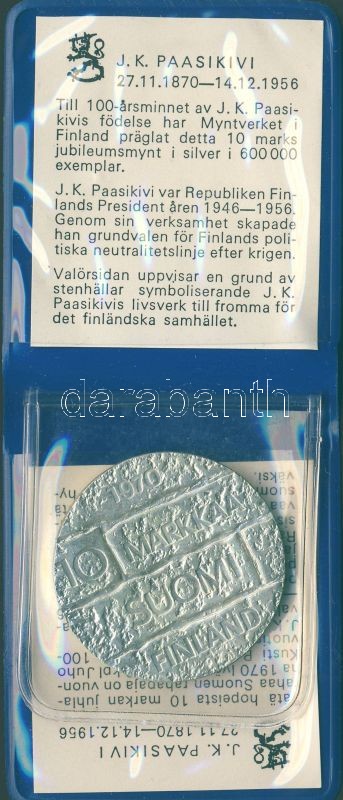 J. K. PAASIKIVI
27.11.1870—14.12.1956
Till 100-årsminnet av J. K. Paasi-
kivis födelse har Myntverket i
Finland präglat detta 10 marks
jubileumsmynt i silver i 600 000
exemplar.
J. K. Paasikivi var Republiken Fin-
lands President åren 1946—1956.
Genom sin verksamhet skapade
han grundvalen för Finlands poli-
tiska neutralitetslinje efter krigen.
Valörsidan uppvisar en grund av
stenhällar symboliserande J. K.
Paasikivis livsverk till fromma för
det finländska samhället.
darabanth
1970
10 MARKKAA
SUOMI
FINLAND
J. K. PAASIKIVI
27.11.1870—14.12.1956
tätä hopeista 10 markan juhla-
100-